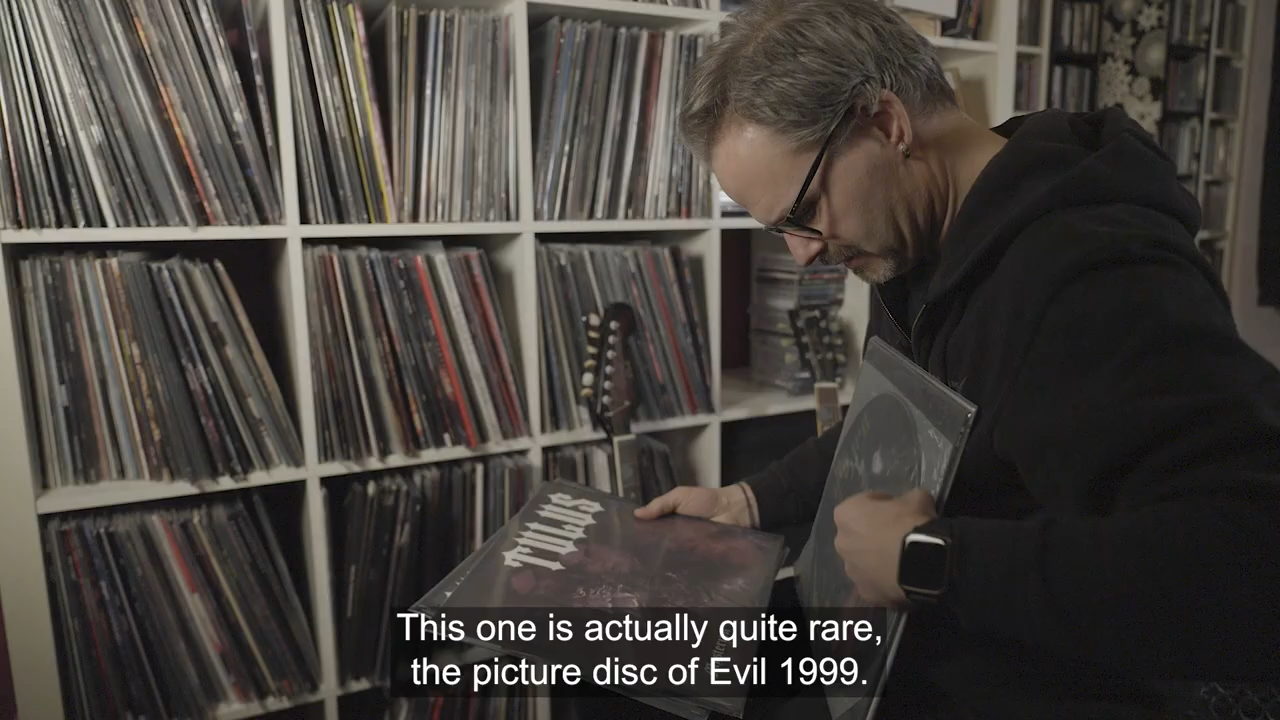 TULUS
This one is actually quite rare,
the picture disc of Evil 1999.